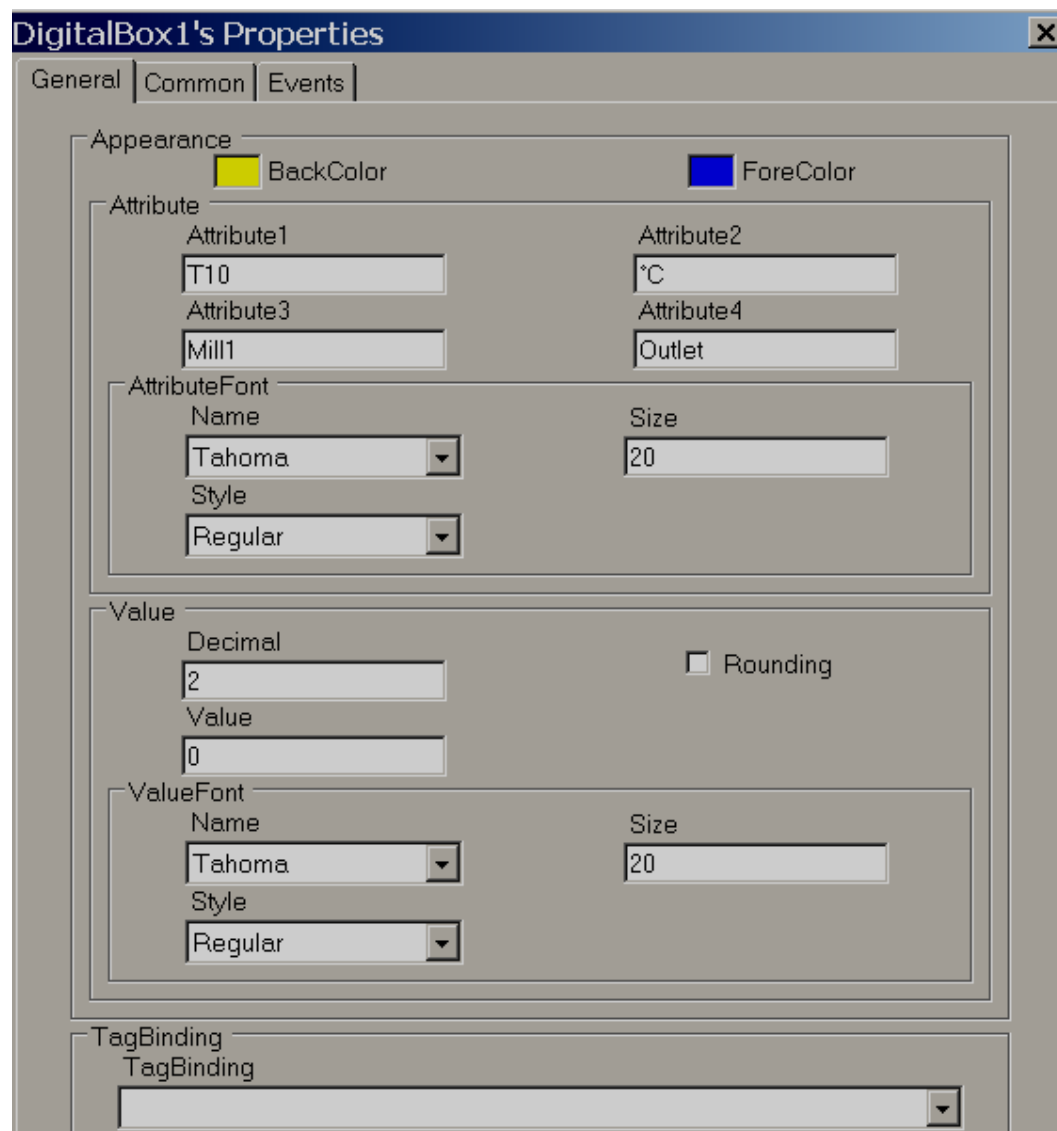 DigitalBox1's Properties
General Common Events
Appearance
BackColor ForeColor
Attribute
Attribute1 Attribute2
T10 °C
Attribute3 Attribute4
Mill1 Outlet
AttributeFont
Name Size
Tahoma 20
Style
Regular
Value
Decimal
Rounding
2
Value
0
ValueFont
Name Size
Tahoma 20
Style
Regular
TagBinding
TagBinding